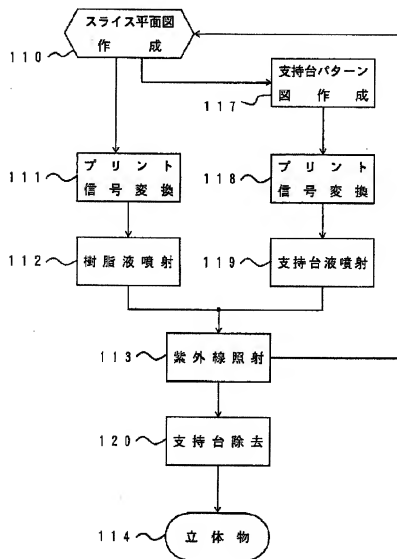 スライス平面図
作成
110
支持台パターン
図作成
117
プリント
信号変換
111
プリント
信号変換
118
樹脂液噴射
112
支持台液噴射
119
紫外線照射
113
支持台除去
120
立体物
114